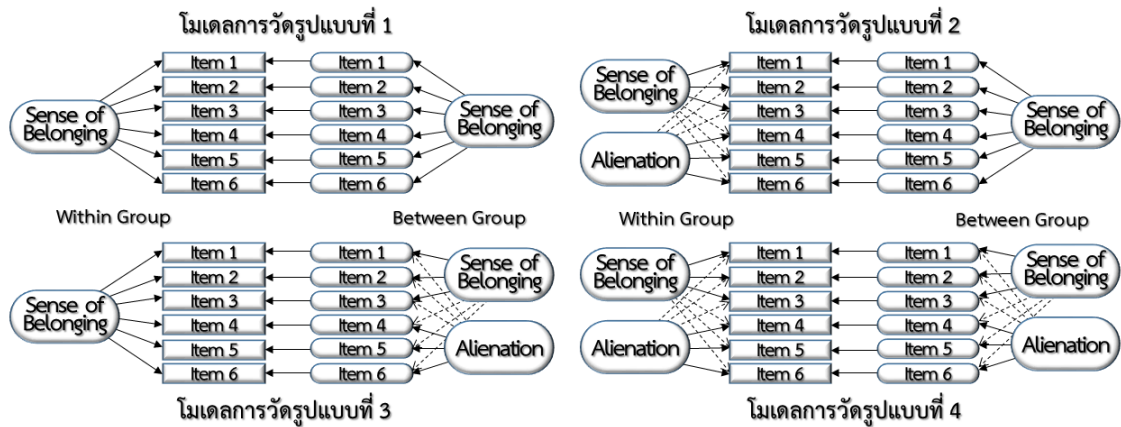 โมเดลการวัดรูปแบบที่ 1
Item 1
Item 1
Item 2
Item 2
Sense of
Belonging
Item 3
Item 3
Sense of
Belonging
Item 4
Item 4
Item 5
Item 5
Item 6
Item 6
Within Group
Between Group
โมเดลการวัดรูปแบบที่ 2
Sense of
Belonging
Item 1
Item 1
Item 2
Item 2
Item 3
Item 3
Sense of
Belonging
Item 4
Item 4
Alienation
Item 5
Item 5
Item 6
Item 6
Within Group
Between Group
Item 1
Item 1
Sense of
Belonging
Item 2
Item 2
Sense of
Belonging
Item 3
Item 3
Item 4
Item 4
Alienation
Item 5
Item 5
Item 6
Item 6
โมเดลการวัดรูปแบบที่ 3
Sense of
Belonging
Item 1
Item 1
Sense of
Belonging
Item 2
Item 2
Item 3
Item 3
Item 4
Item 4
Alienation
Item 5
Item 5
Alienation
Item 6
Item 6
โมเดลการวัดรูปแบบที่ 4